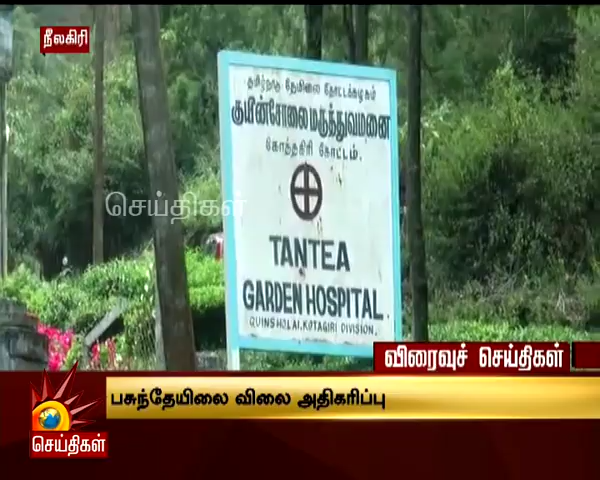 நீலகிரி
தமிழ்நாடு தேயிலை தோட்டக்கழகம்
குயின்சோலை மருத்துவமனை
கோத்தகிரி கோட்டம்.
செய்திகள்
TANTEA
GARDEN HOSPITAL
QUINSHOLAI, KOTAGIRI DIVISION.
விரைவுச் செய்திகள்
பசுந்தேயிலை விலை அதிகரிப்பு
செய்திகள்